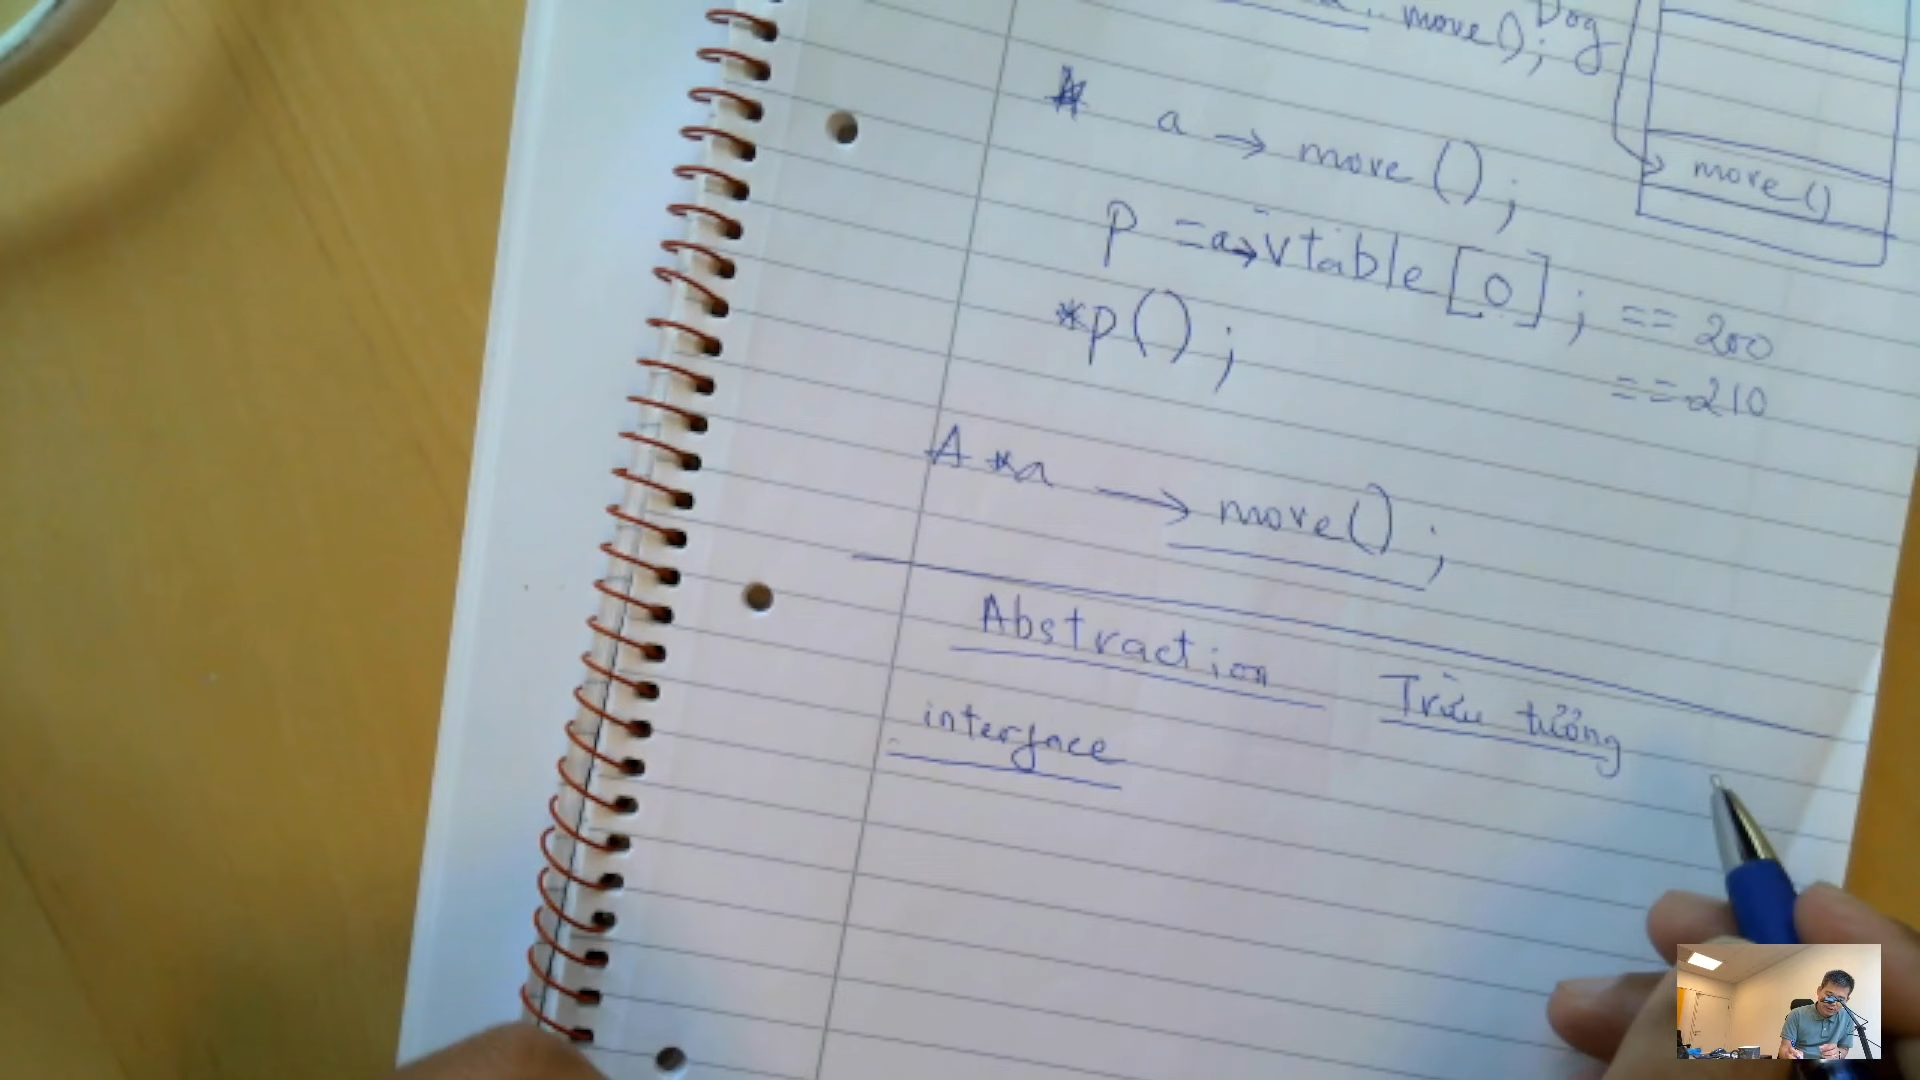 move(); Dog
a → move();
move()
p = a→vtable[0]; == 200
*p(); == 210
A *a → move();
Abstraction Trừu tượng
interface